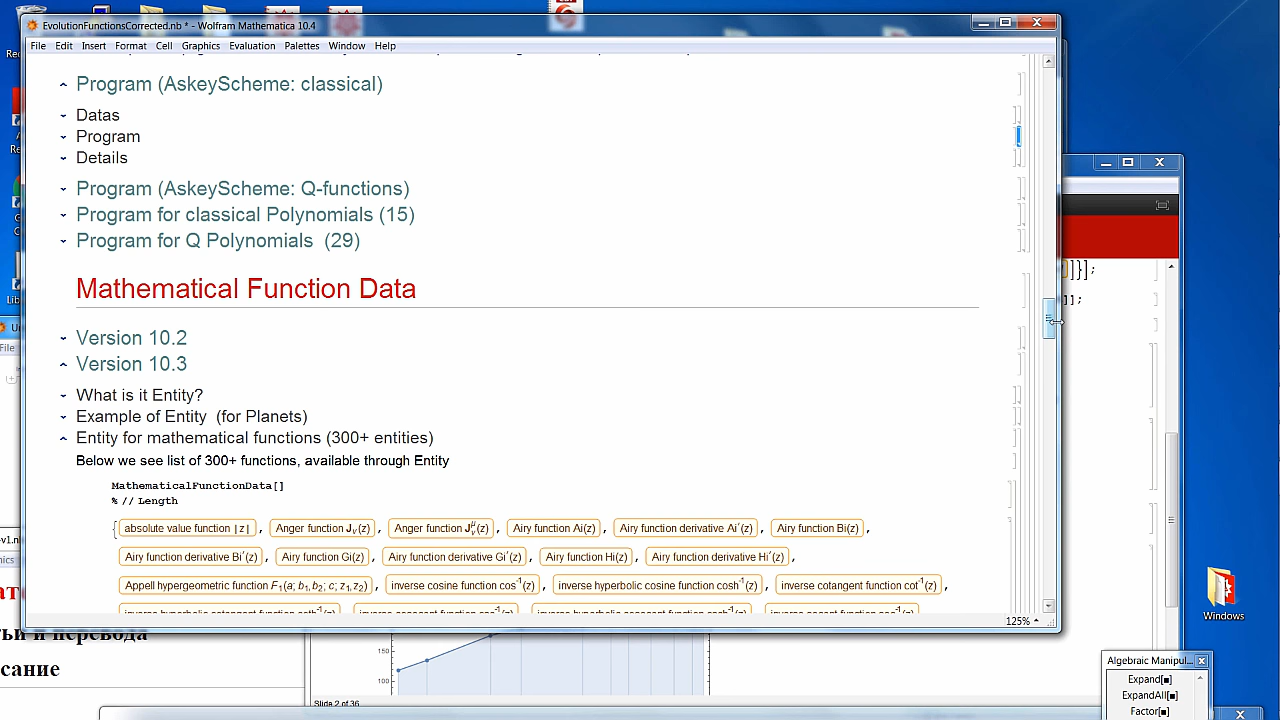 EvolutionFunctionsCorrected.nb * - Wolfram Mathematica 10.4
File Edit Insert Format Cell Graphics Evaluation Palettes Window Help
Program (AskeyScheme: classical)
Datas
Program
Details
Program (AskeyScheme: Q-functions)
Program for classical Polynomials (15)
Program for Q Polynomials (29)
Mathematical Function Data
Version 10.2
Version 10.3
What is it Entity?
Example of Entity (for Planets)
Entity for mathematical functions (300+ entities)
Below we see list of 300+ functions, available through Entity
MathematicalFunctionData[]
% // Length
{ absolute value function |z| , Anger function Jν(z) , Anger function Jνμ(z) , Airy function Ai(z) , Airy function derivative Ai′(z) , Airy function Bi(z) ,
Airy function derivative Bi′(z) , Airy function Gi(z) , Airy function derivative Gi′(z) , Airy function Hi(z) , Airy function derivative Hi′(z) ,
Appell hypergeometric function F1(a; b1, b2; c; z1, z2) , inverse cosine function cos⁻¹(z) , inverse hyperbolic cosine function cosh⁻¹(z) , inverse cotangent function cot⁻¹(z) ,
125%
]}];
]];
File
-v1.nb
ьи и перевода
сание
150
100
Slide 2 of 36
Windows
Algebraic Manipul...
Expand[■]
ExpandAll[■]
Factor[■]